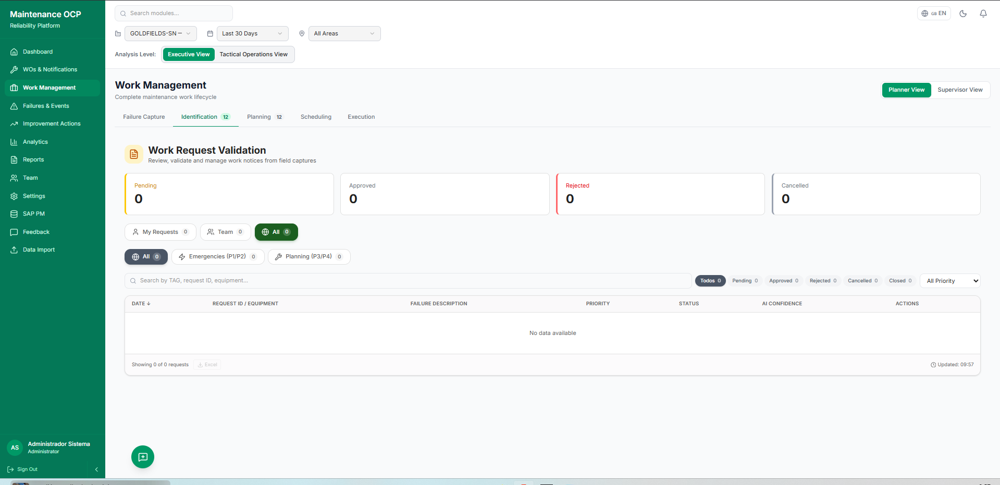 Maintenance OCP
Reliability Platform
Dashboard
WOs & Notifications
Work Management
Failures & Events
Improvement Actions
Analytics
Reports
Team
Settings
SAP PM
Feedback
Data Import
AS
Administrador Sistema
Administrator
Sign Out
Search modules...
GB EN
GOLDFIELDS-SN —
Last 30 Days
All Areas
Analysis Level: Executive View Tactical Operations View
Work Management
Complete maintenance work lifecycle
Planner View Supervisor View
Failure Capture Identification 12 Planning 12 Scheduling Execution
Work Request Validation
Review, validate and manage work notices from field captures
Pending
0
Approved
0
Rejected
0
Cancelled
0
My Requests 0 Team 0 All 0
All 0 Emergencies (P1/P2) 0 Planning (P3/P4) 0
Search by TAG, request ID, equipment...
Todos 0 Pending 0 Approved 0 Rejected 0 Cancelled 0 Closed 0 All Priority
DATE ↓ REQUEST ID / EQUIPMENT FAILURE DESCRIPTION PRIORITY STATUS AI CONFIDENCE ACTIONS
No data available
Showing 0 of 0 requests Excel Updated: 09:57